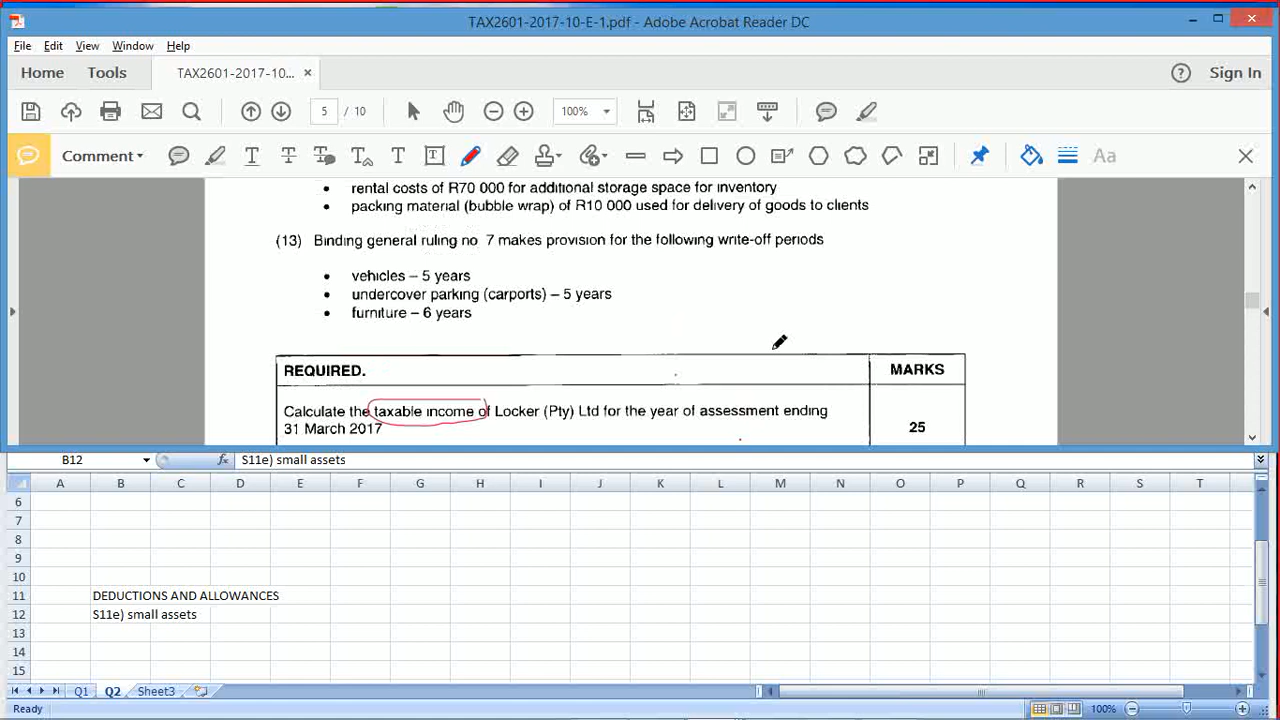 TAX2601-2017-10-E-1.pdf - Adobe Acrobat Reader DC
File Edit View Window Help
Home Tools TAX2601-2017-10... × Sign In
5 / 10 100%
Comment Aa
• rental costs of R70 000 for additional storage space for inventory
• packing material (bubble wrap) of R10 000 used for delivery of goods to clients
(13) Binding general ruling no 7 makes provision for the following write-off periods
• vehicles – 5 years
• undercover parking (carports) – 5 years
• furniture – 6 years
REQUIRED. MARKS
Calculate the taxable income of Locker (Pty) Ltd for the year of assessment ending
31 March 2017 25
B12 fx S11e) small assets
A B C D E F G H I J K L M N O P Q R S T
6
7
8
9
10
11 DEDUCTIONS AND ALLOWANCES
12 S11e) small assets
13
14
15
Q1 Q2 Sheet3
Ready 100%